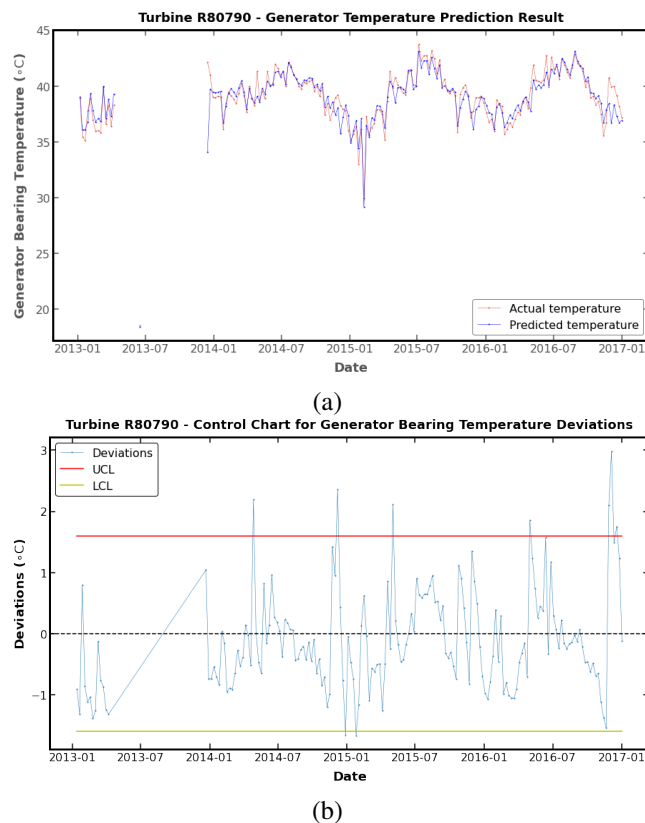 Turbine R80790 - Generator Temperature Prediction Result
Generator Bearing Temperature (∘C)
45
40
35
30
25
20
Actual temperature
Predicted temperature
2013-01 2013-07 2014-01 2014-07 2015-01 2015-07 2016-01 2016-07 2017-01
Date
(a)
Turbine R80790 - Control Chart for Generator Bearing Temperature Deviations
Deviations (∘C)
3
2
1
0
−1
Deviations
UCL
LCL
2013-01 2013-07 2014-01 2014-07 2015-01 2015-07 2016-01 2016-07 2017-01
Date
(b)